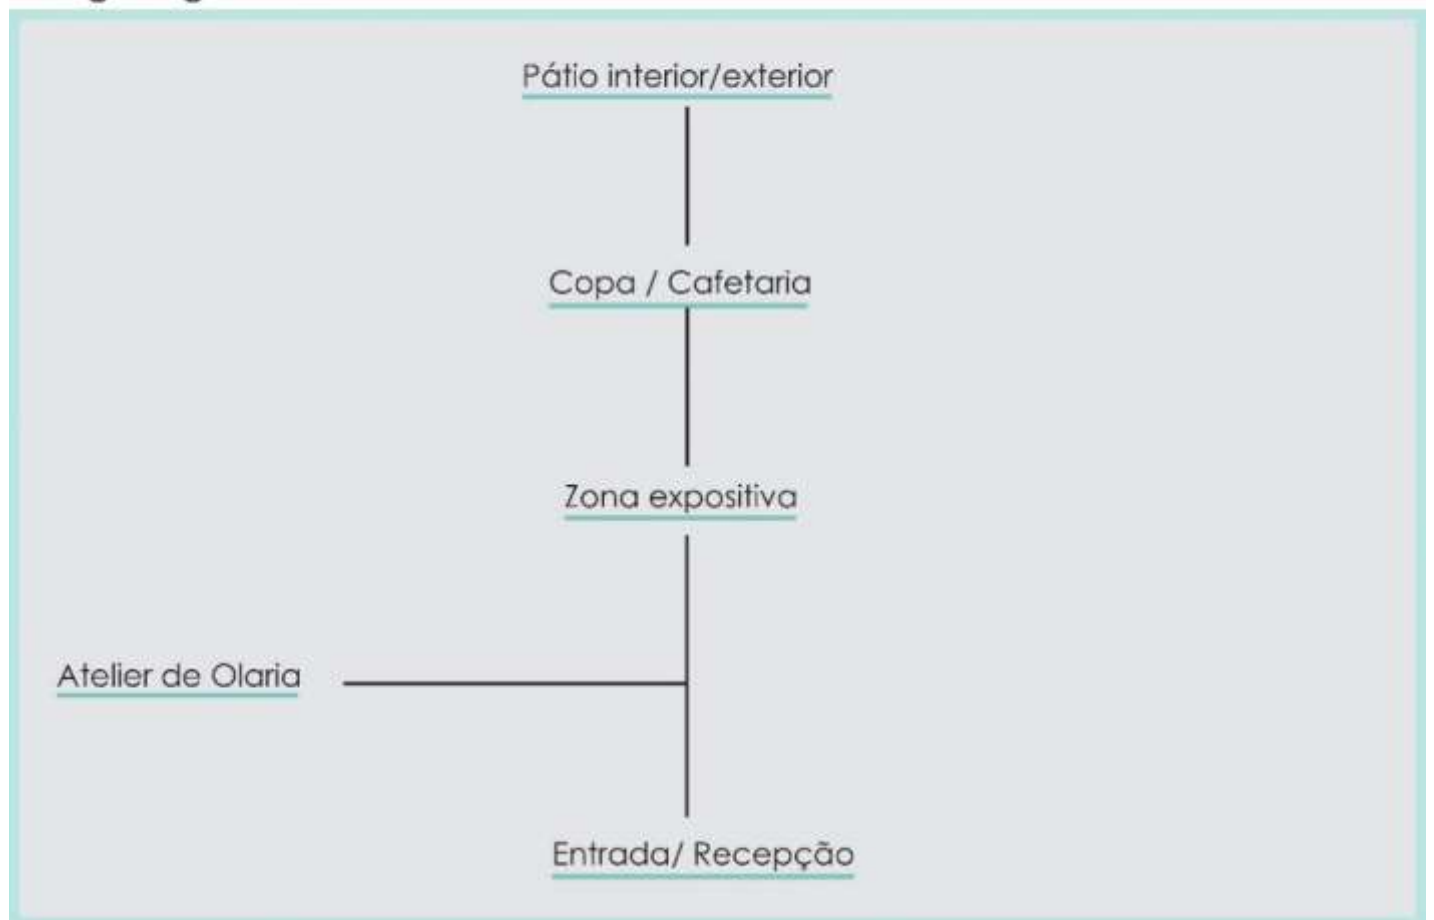 Pátio interior/exterior
Copa / Cafetaria
Zona expositiva
Atelier de Olaria
Entrada/ Recepção